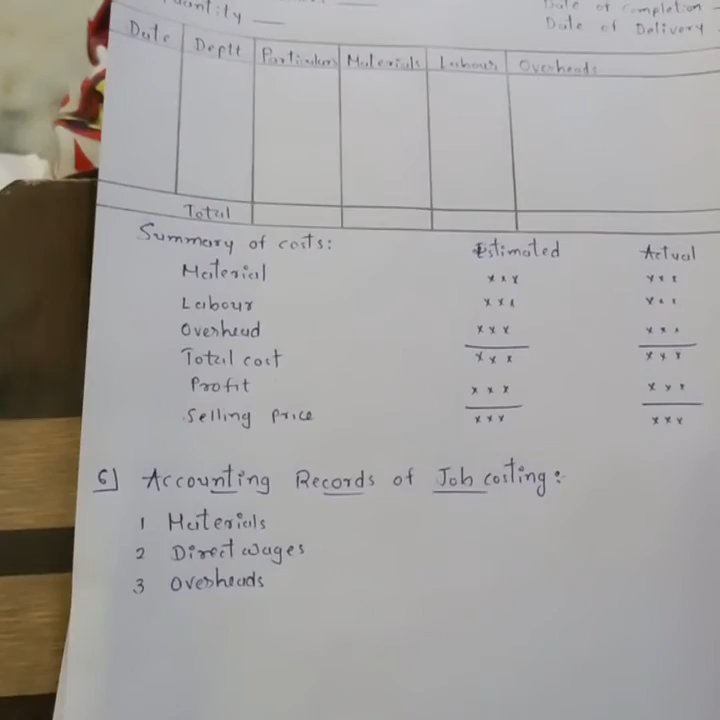 Date of Completion
Quantity
Date of Delivery
Date Deptt Particulars Materials Labour Overheads
Total
Summary of costs: Estimated Actual
Material xxx xxx
Labour xxx xxx
Overhead xxx xxx
Total cost xxx xxx
Profit xxx xxx
Selling Price xxx xxx
6] Accounting Records of Job costing:-
1 Materials
2 Direct wages
3 Overheads